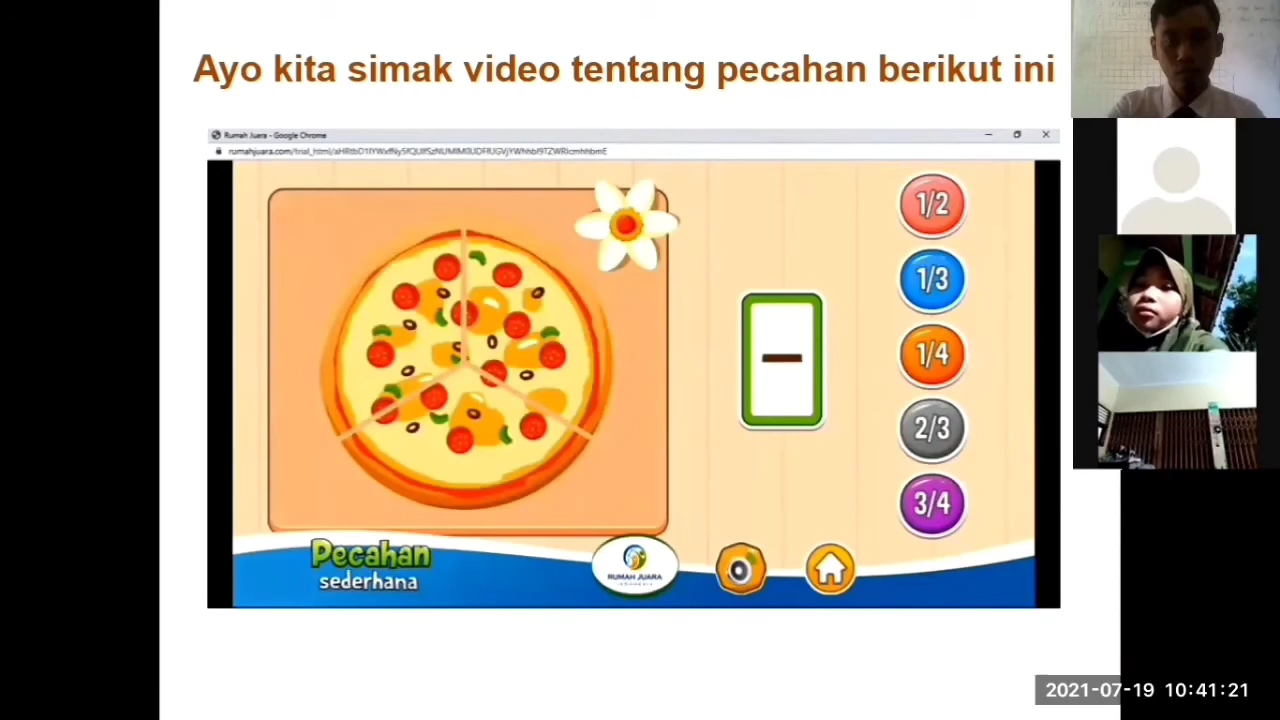 Ayo kita simak video tentang pecahan berikut ini
Rumah Juara - Google Chrome
1/2
1/3
1/4
2/3
3/4
Pecahan
sederhana
RUMAH JUARA
2021-07-19 10:41:21